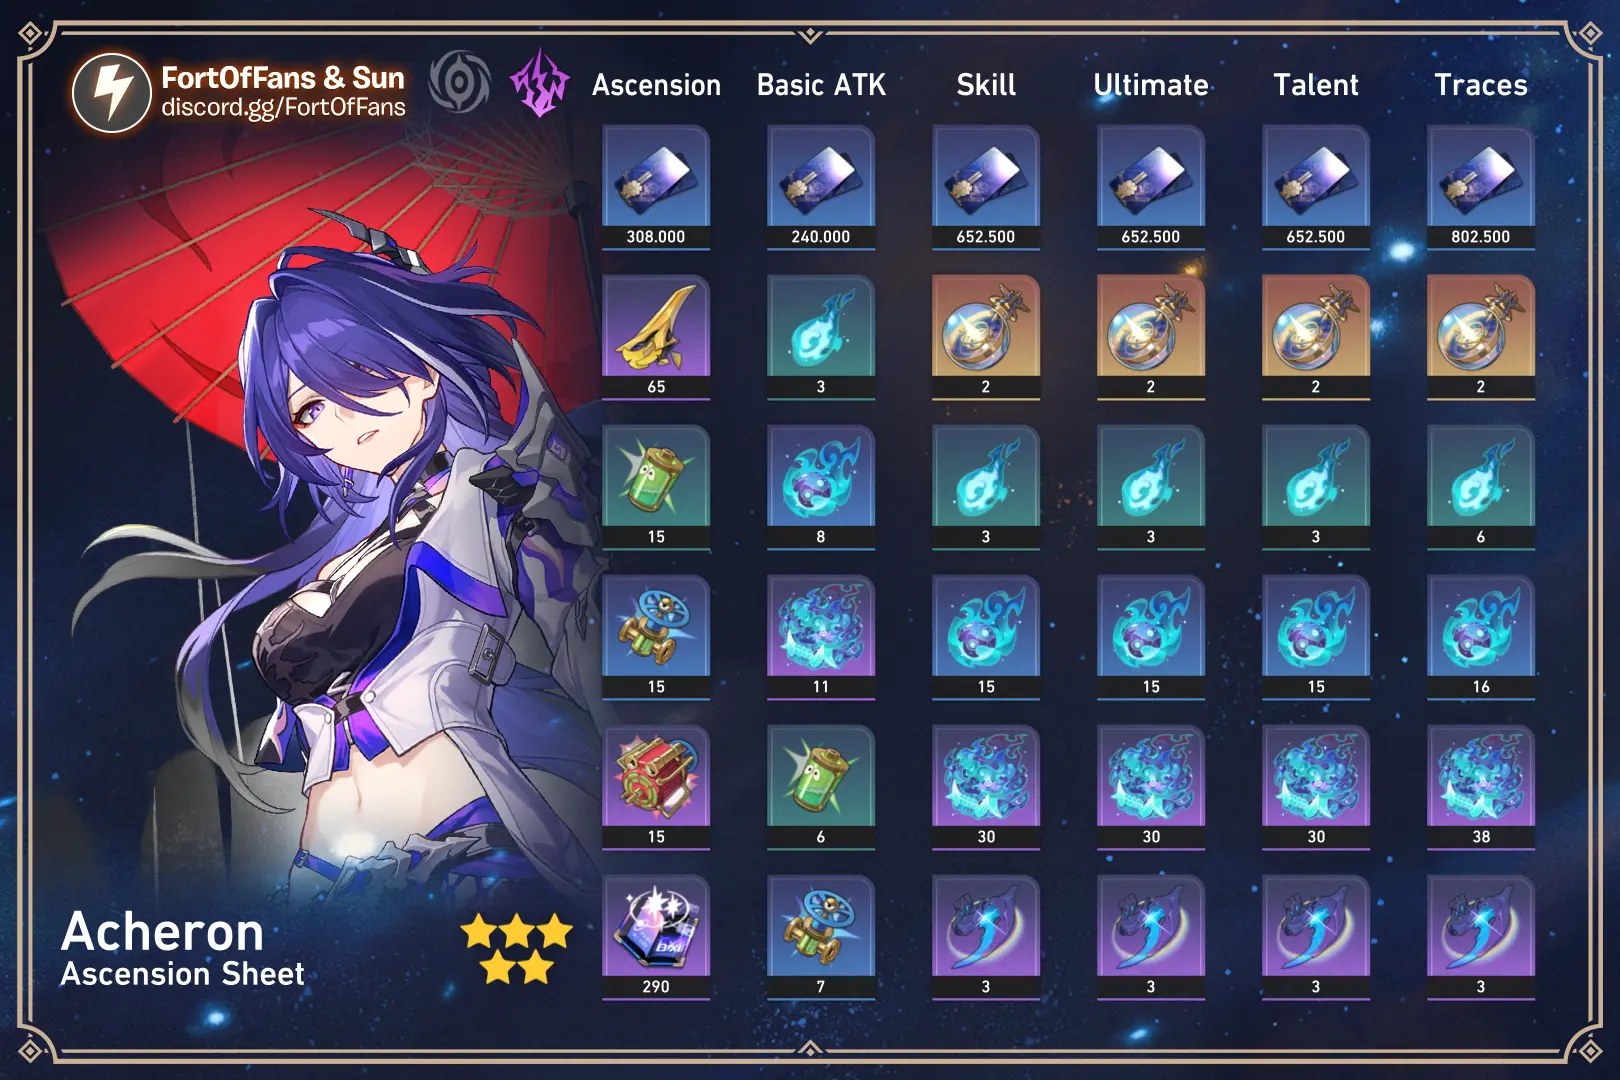 FortOfFans & Sun
discord.gg/FortOfFans
Ascension Basic ATK Skill Ultimate Talent Traces
308.000 240.000 652.500 652.500 652.500 802.500
65 3 2 2 2 2
15 8 3 3 3 6
15 11 15 15 15 16
15 6 30 30 30 38
290 7 3 3 3 3
Acheron
Ascension Sheet